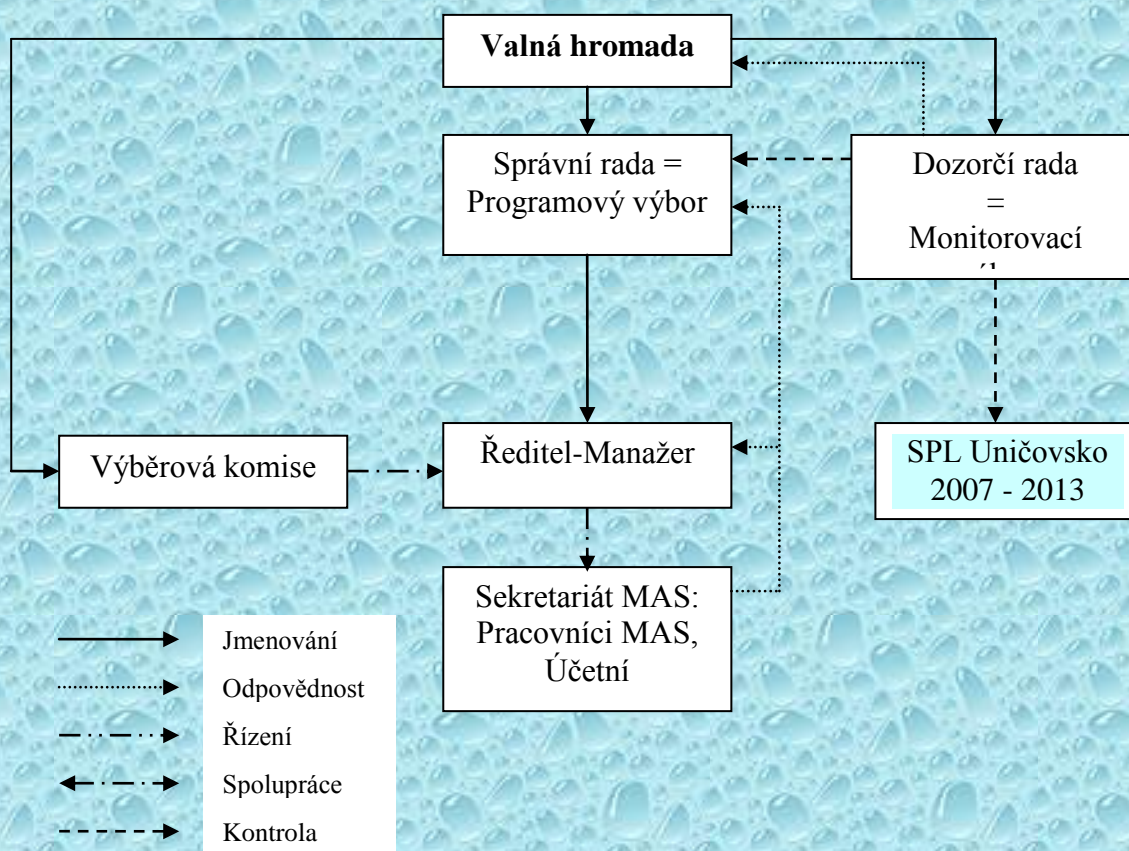 Valná hromada
Správní rada =
Programový výbor
Dozorčí rada
=
Monitorovací
Výběrová komise
Ředitel-Manažer
SPL Uničovsko
2007 - 2013
Sekretariát MAS:
Pracovníci MAS,
Účetní
Jmenování
Odpovědnost
Řízení
Spolupráce
Kontrola